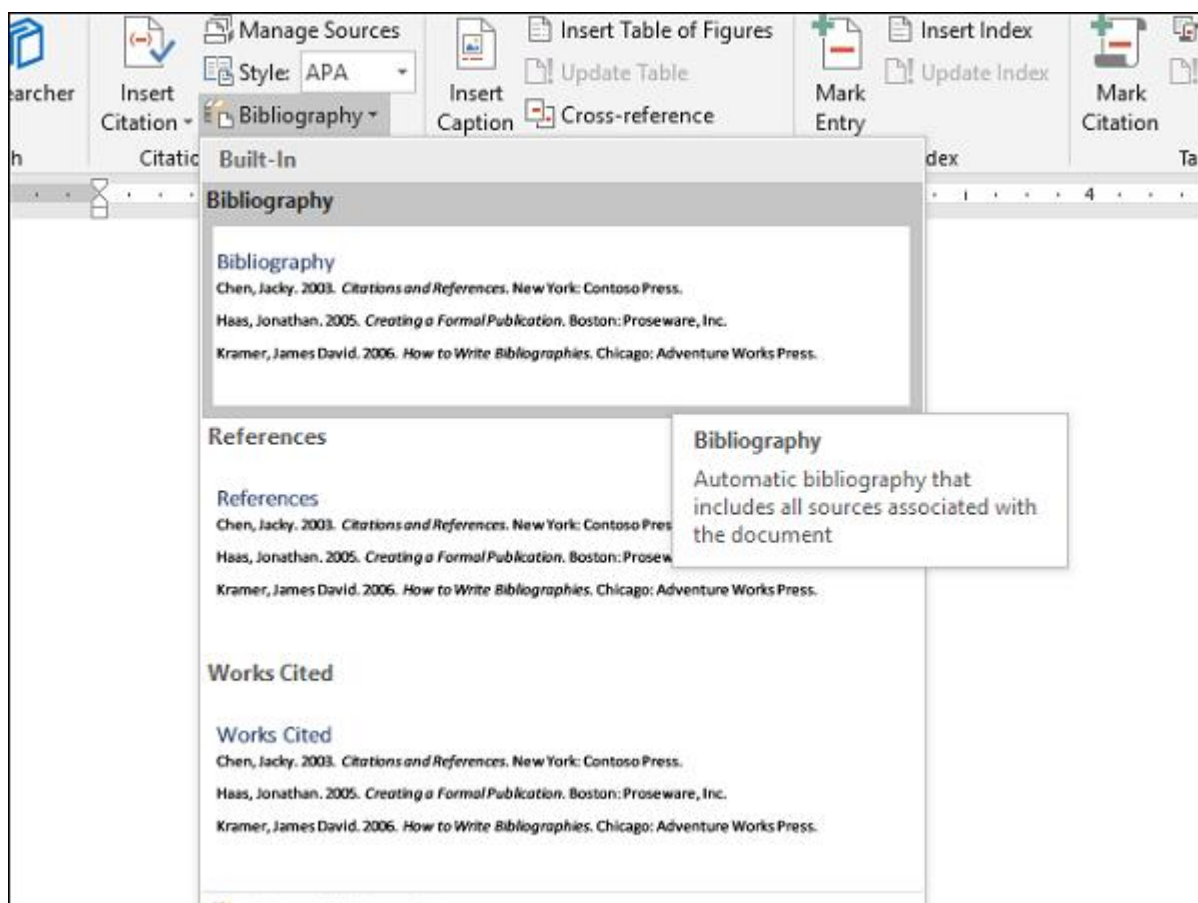 Manage Sources
Insert Table of Figures
Insert Index
Style: APA
Update Table
Update Index
earcher
Insert
Citation
Bibliography
Insert
Caption
Cross-reference
Mark
Entry
Mark
Citation
h
Citatic
dex
Ta
Built-In
4
Bibliography
Bibliography
Chen, Jacky. 2003. Citations and References. New York: Contoso Press.
Haas, Jonathan. 2005. Creating a Formal Publication. Boston: Proseware, Inc.
Kramer, James David. 2006. How to Write Bibliographies. Chicago: Adventure Works Press.
References
Bibliography
Automatic bibliography that
includes all sources associated with
the document
References
Chen, Jacky. 2003. Citations and References. New York: Contoso Pres
Haas, Jonathan. 2005. Creating a Formal Publication. Boston: Prosew
Kramer, James David. 2006. How to Write Bibliographies. Chicago: Adventure Works Press.
Works Cited
Works Cited
Chen, Jacky. 2003. Citations and References. New York: Contoso Press.
Haas, Jonathan. 2005. Creating a Formal Publication. Boston: Proseware, Inc.
Kramer, James David. 2006. How to Write Bibliographies. Chicago: Adventure Works Press.